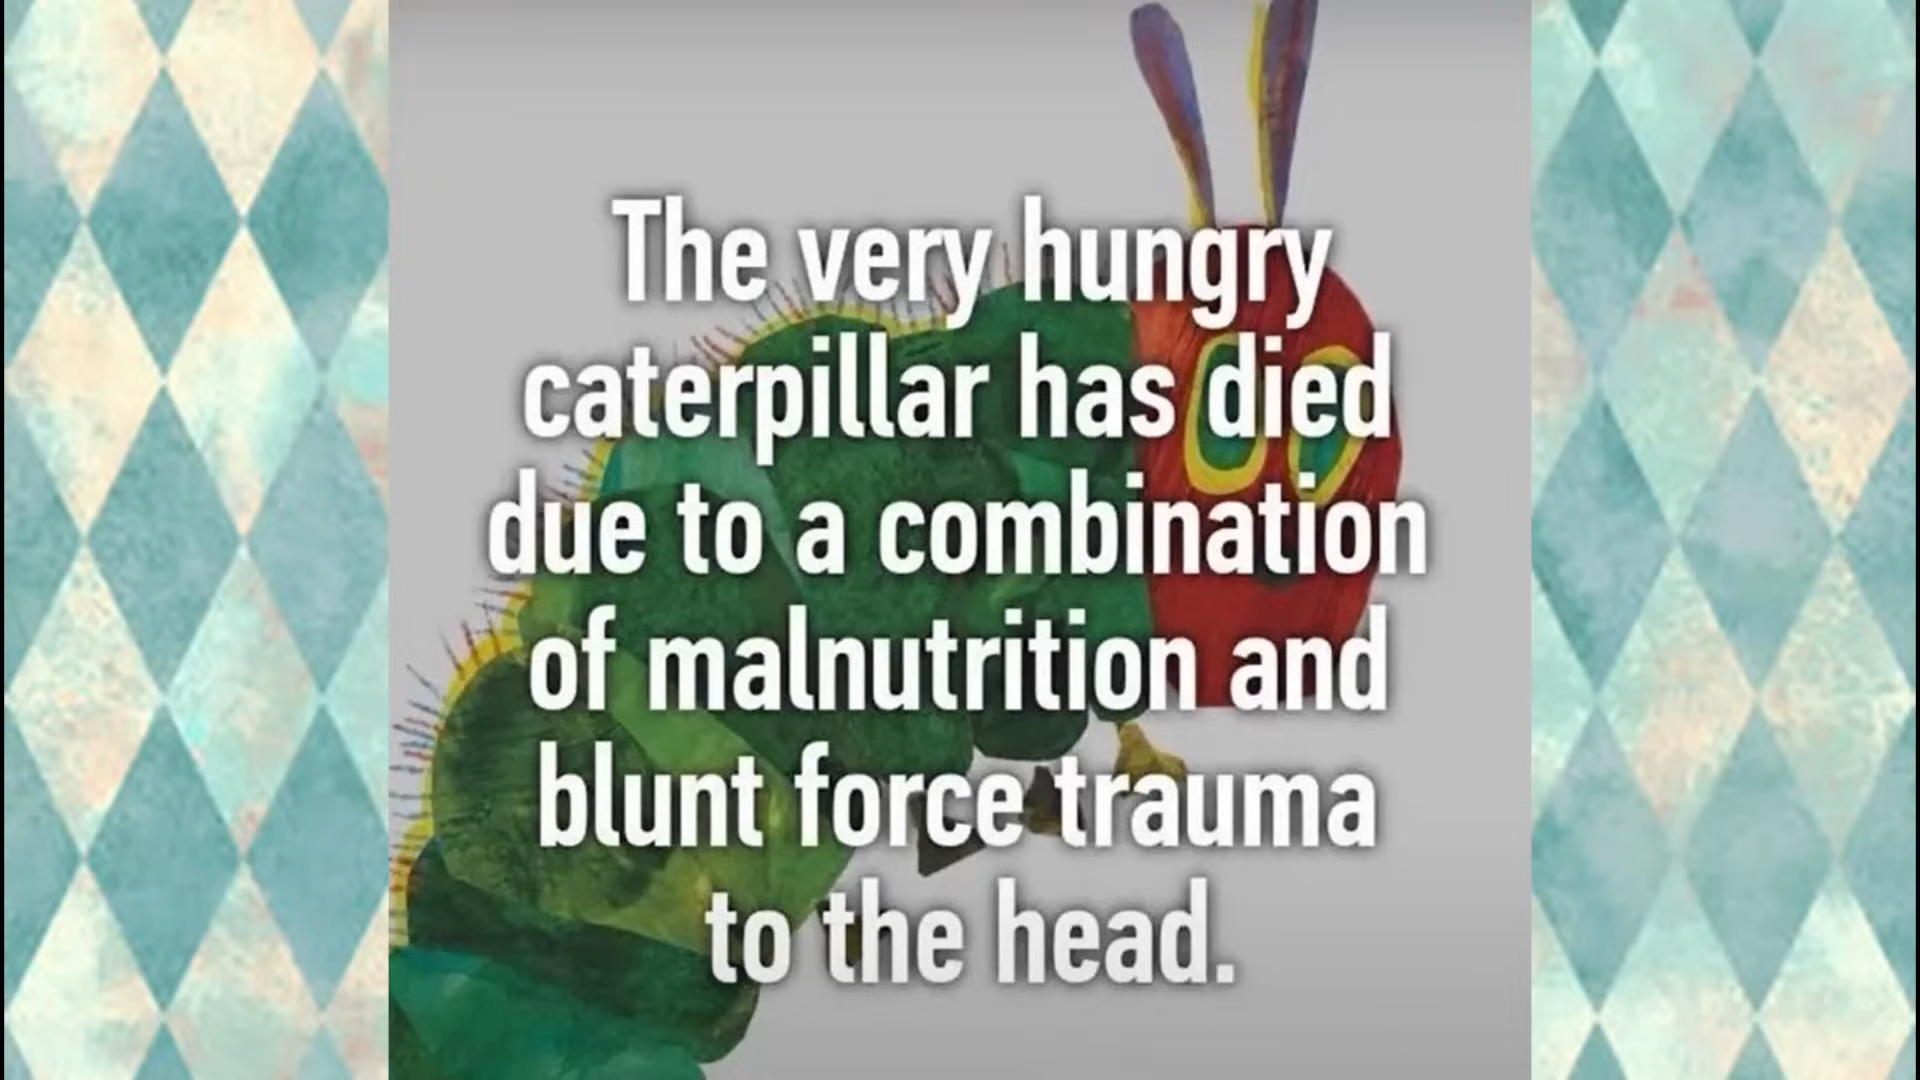 The very hungry
caterpillar has died
due to a combination
of malnutrition and
blunt force trauma
to the head.